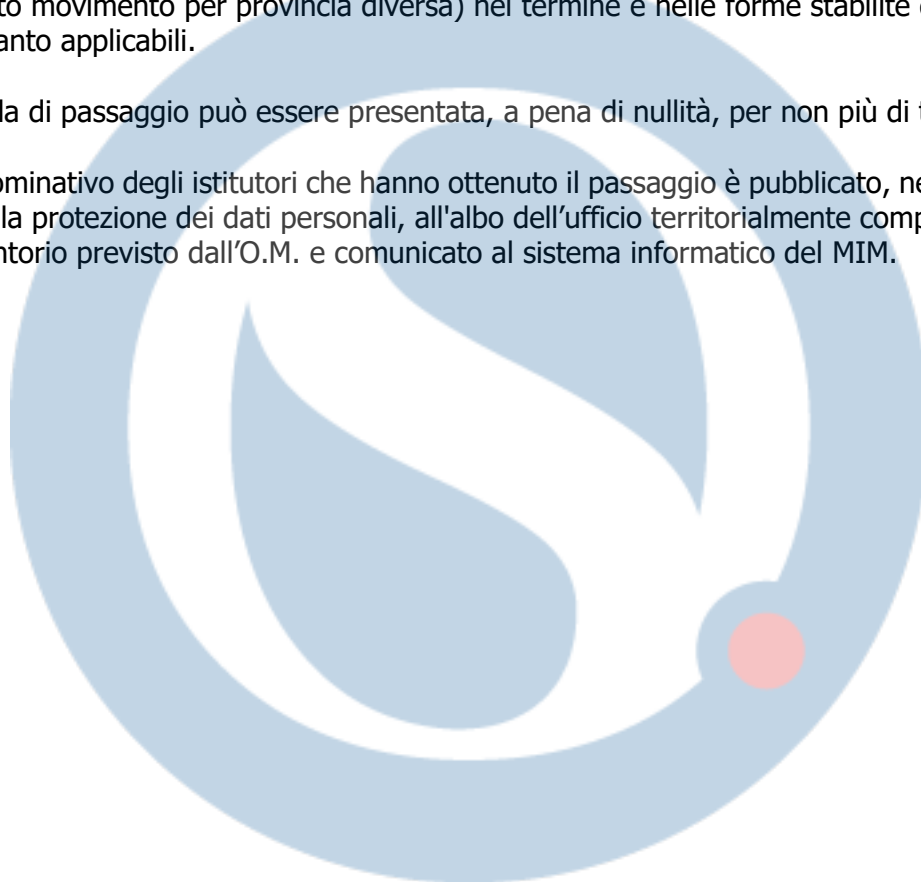 to movimento per provincia diversa) nel termine e nelle forme stabilite
anto applicabili.
la di passaggio può essere presentata, a pena di nullità, per non più di
ominativo degli istitutori che hanno ottenuto il passaggio è pubblicato,
la protezione dei dati personali, all'albo dell’ufficio territorialmente comp
ntorio previsto dall’O.M. e comunicato al sistema informatico del MIM.